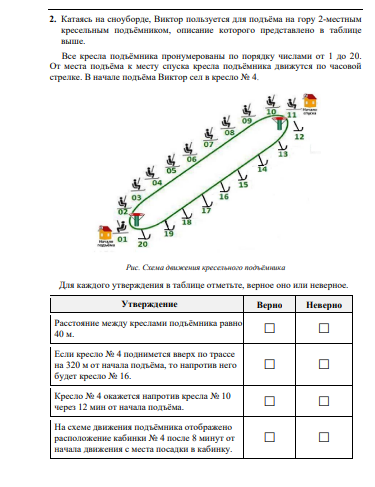 2. Катаясь на сноуборде, Виктор пользуется для подъёма на гору 2-местным
кресельным подъёмником, описание которого представлено в таблице
выше.
Все кресла подъёмника пронумерованы по порядку числами от 1 до 20.
От места подъёма к месту спуска кресла подъёмника движутся по часовой
стрелке. В начале подъёма Виктор сел в кресло № 4.
10
Начало
спуска
09
11
08
12
07
13
06
14
05
15
04
16
03
17
02
18
Начало
подъёма
01
20
19
Рис. Схема движения кресельного подъёмника
Для каждого утверждения в таблице отметьте, верное оно или неверное.
Утверждение Верно Неверно
Расстояние между креслами подъёмника равно
40 м.
Если кресло № 4 поднимется вверх по трассе
на 320 м от начала подъёма, то напротив него
будет кресло № 16.
Кресло № 4 окажется напротив кресла № 10
через 12 мин от начала подъёма.
На схеме движения подъёмников отображено
расположение кабинки № 4 после 8 минут от
начала движения с места посадки в кабинку.